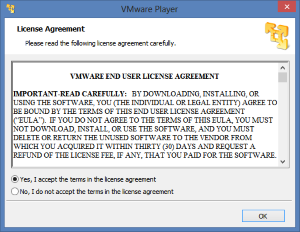 VMware Player
License Agreement
Please read the following license agreement carefully.
VMWARE END USER LICENSE AGREEMENT
IMPORTANT-READ CAREFULLY: BY DOWNLOADING, INSTALLING, OR
USING THE SOFTWARE, YOU (THE INDIVIDUAL OR LEGAL ENTITY) AGREE TO
BE BOUND BY THE TERMS OF THIS END USER LICENSE AGREEMENT
("EULA"). IF YOU DO NOT AGREE TO THE TERMS OF THIS EULA, YOU MUST
NOT DOWNLOAD, INSTALL, OR USE THE SOFTWARE, AND YOU MUST
DELETE OR RETURN THE UNUSED SOFTWARE TO THE VENDOR FROM
WHICH YOU ACQUIRED IT WITHIN THIRTY (30) DAYS AND REQUEST A
REFUND OF THE LICENSE FEE, IF ANY, THAT YOU PAID FOR THE SOFTWARE.
Yes, I accept the terms in the license agreement
No, I do not accept the terms in the license agreement
OK